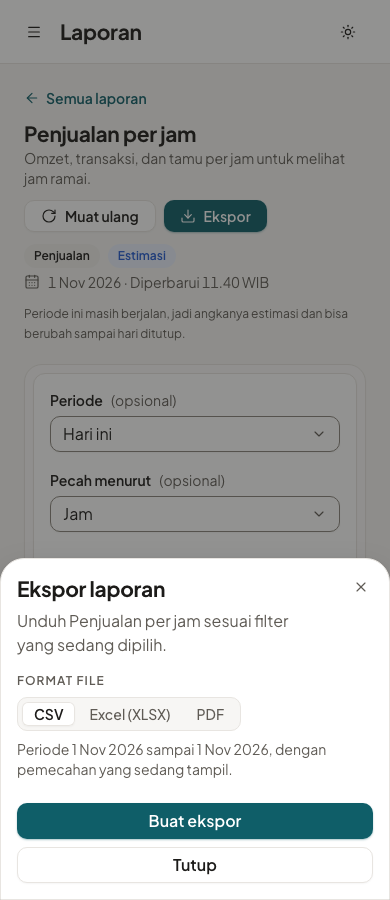 Laporan
Semua laporan
Penjualan per jam
Omzet, transaksi, dan tamu per jam untuk melihat
jam ramai.
Muat ulang
Ekspor
Penjualan
Estimasi
1 Nov 2026 · Diperbarui 11.40 WIB
Periode ini masih berjalan, jadi angkanya estimasi dan bisa
berubah sampai hari ditutup.
Periode (opsional)
Hari ini
Pecah menurut (opsional)
Jam
Ekspor laporan
Unduh Penjualan per jam sesuai filter
yang sedang dipilih.
FORMAT FILE
CSV
Excel (XLSX)
PDF
Periode 1 Nov 2026 sampai 1 Nov 2026, dengan
pemecahan yang sedang tampil.
Buat ekspor
Tutup